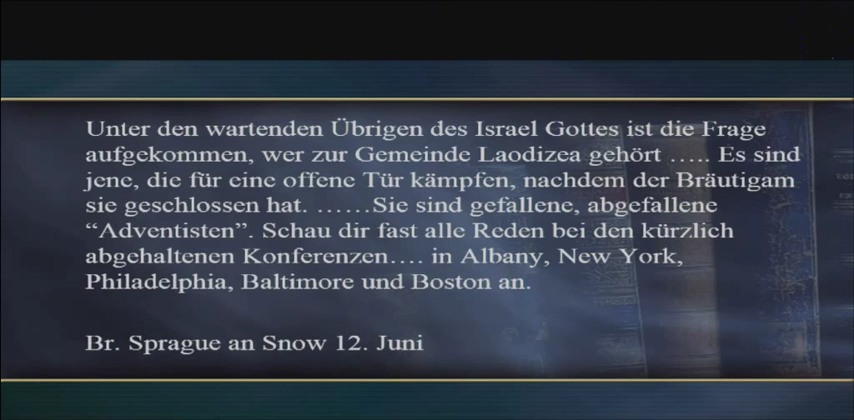 Unter den wartenden Übrigen des Israel Gottes ist die Frage
aufgekommen, wer zur Gemeinde Laodizea gehört ….. Es sind
jene, die für eine offene Tür kämpfen, nachdem der Bräutigam
sie geschlossen hat. ……Sie sind gefallene, abgefallene
“Adventisten”. Schau dir fast alle Reden bei den kürzlich
abgehaltenen Konferenzen…. in Albany, New York,
Philadelphia, Baltimore und Boston an.
Br. Sprague an Snow 12. Juni